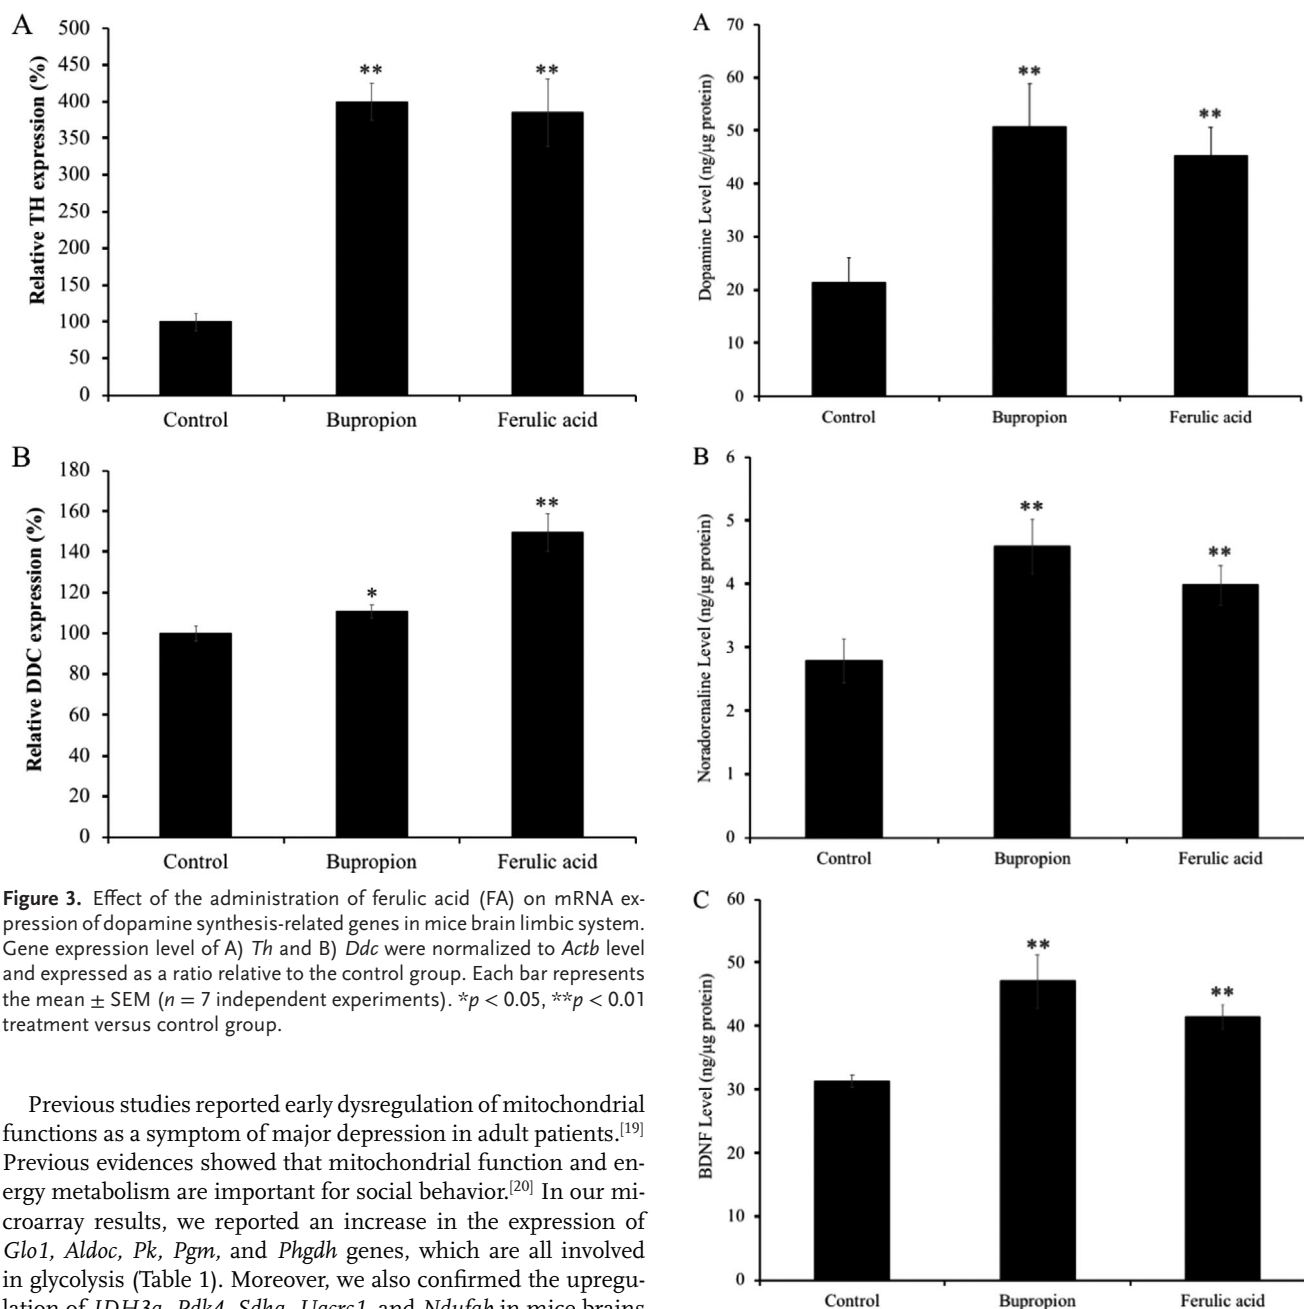 A
500
450
400
350
300
250
200
150
100
50
0
Relative TH expression (%)
**
**
Control Bupropion Ferulic acid
B
180
160
140
120
100
80
60
40
20
0
Relative DDC expression (%)
*
**
Control Bupropion Ferulic acid
Figure 3. Effect of the administration of ferulic acid (FA) on mRNA ex-
pression of dopamine synthesis-related genes in mice brain limbic system.
Gene expression level of A) Th and B) Ddc were normalized to Actb level
and expressed as a ratio relative to the control group. Each bar represents
the mean ± SEM (n = 7 independent experiments). *p < 0.05, **p < 0.01
treatment versus control group.
Previous studies reported early dysregulation of mitochondrial
functions as a symptom of major depression in adult patients.[19]
Previous evidences showed that mitochondrial function and en-
ergy metabolism are important for social behavior.[20] In our mi-
croarray results, we reported an increase in the expression of
Glo1, Aldoc, Pk, Pgm, and Phgdh genes, which are all involved
in glycolysis (Table 1). Moreover, we also confirmed the upregu-
lation of IDH3a, Pdk4, Sdha, Uqcrc1, and Ndufab in mice brains
A
70
60
50
40
30
20
10
0
Dopamine Level (ng/µg protein)
**
**
Control Bupropion Ferulic acid
B
6
5
4
3
2
1
0
Noradorenaline Level (ng/µg protein)
**
**
Control Bupropion Ferulic acid
C
60
50
40
30
20
10
0
BDNF Level (ng/µg protein)
**
**
Control Bupropion Ferulic acid